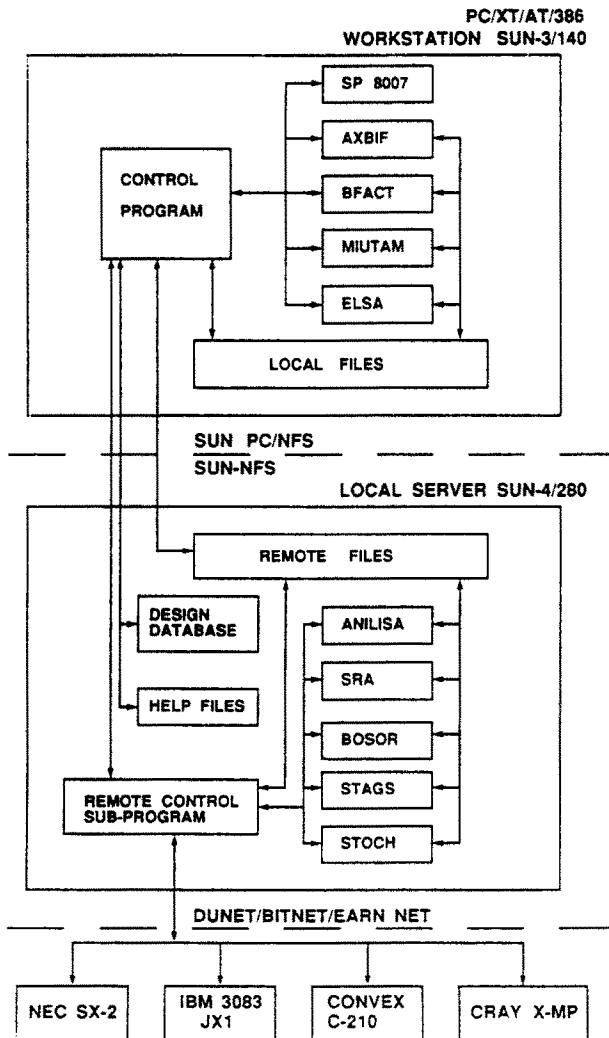 PC/XT/AT/386
WORKSTATION SUN-3/140
SP 8007
AXBIF
CONTROL
PROGRAM
BFACT
MIUTAM
ELSA
LOCAL FILES
SUN PC/NFS
SUN-NFS
LOCAL SERVER SUN-4/280
REMOTE FILES
DESIGN
DATABASE
ANILISA
SRA
HELP FILES
BOSOR
REMOTE CONTROL
SUB-PROGRAM
STAGS
STOCH
DUNET/BITNET/EARN NET
NEC SX-2
IBM 3083
JX1
CONVEX
C-210
CRAY X-MP